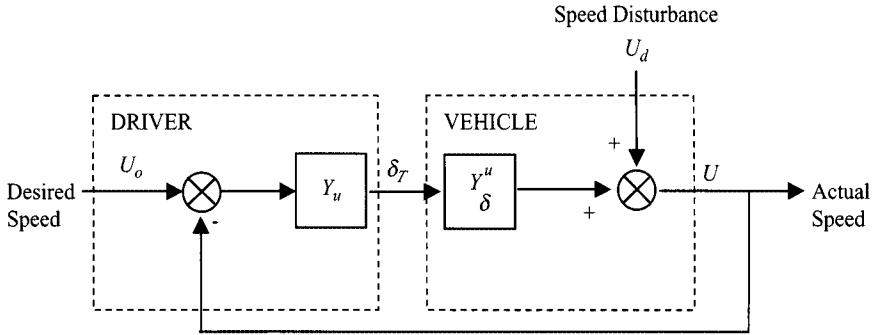 Speed Disturbance
U_d
DRIVER
VEHICLE
+
U_o
Desired
Speed
-
Y_u
δ_T
Y^u_δ
+
U
Actual
Speed